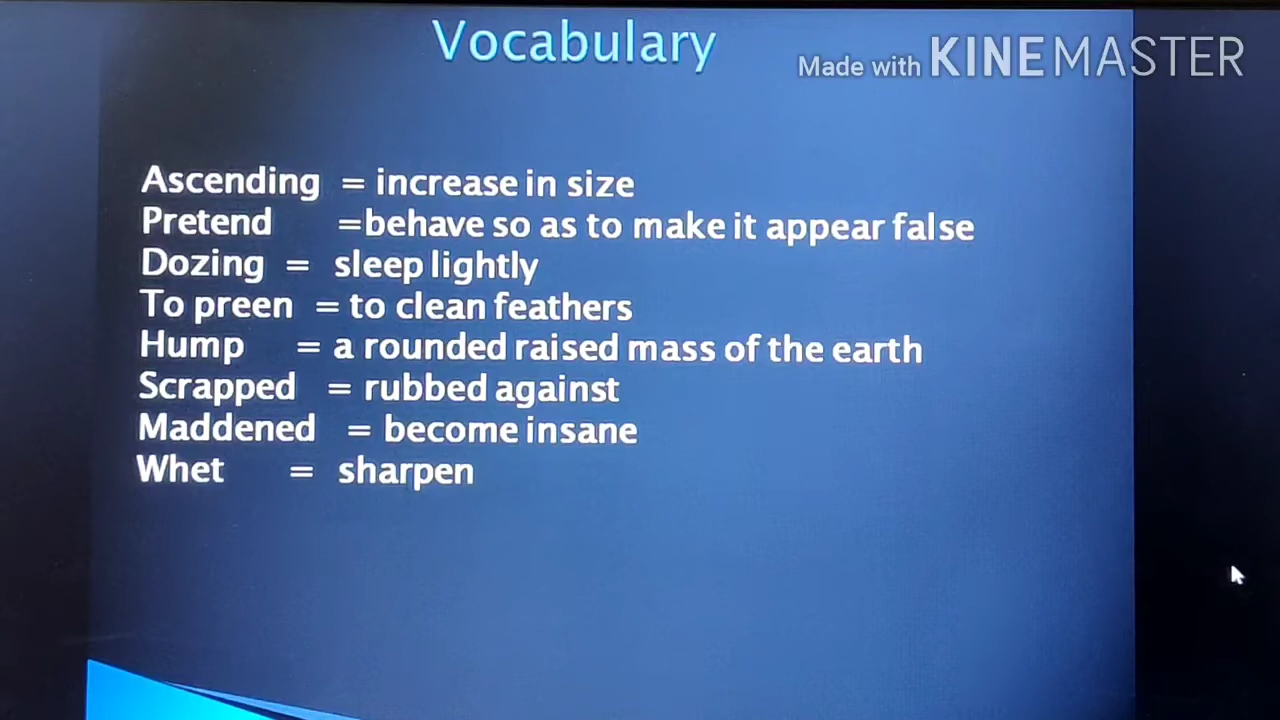 Vocabulary
Made with KINEMASTER
Ascending = increase in size
Pretend =behave so as to make it appear false
Dozing = sleep lightly
To preen = to clean feathers
Hump = a rounded raised mass of the earth
Scrapped = rubbed against
Maddened = become insane
Whet = sharpen